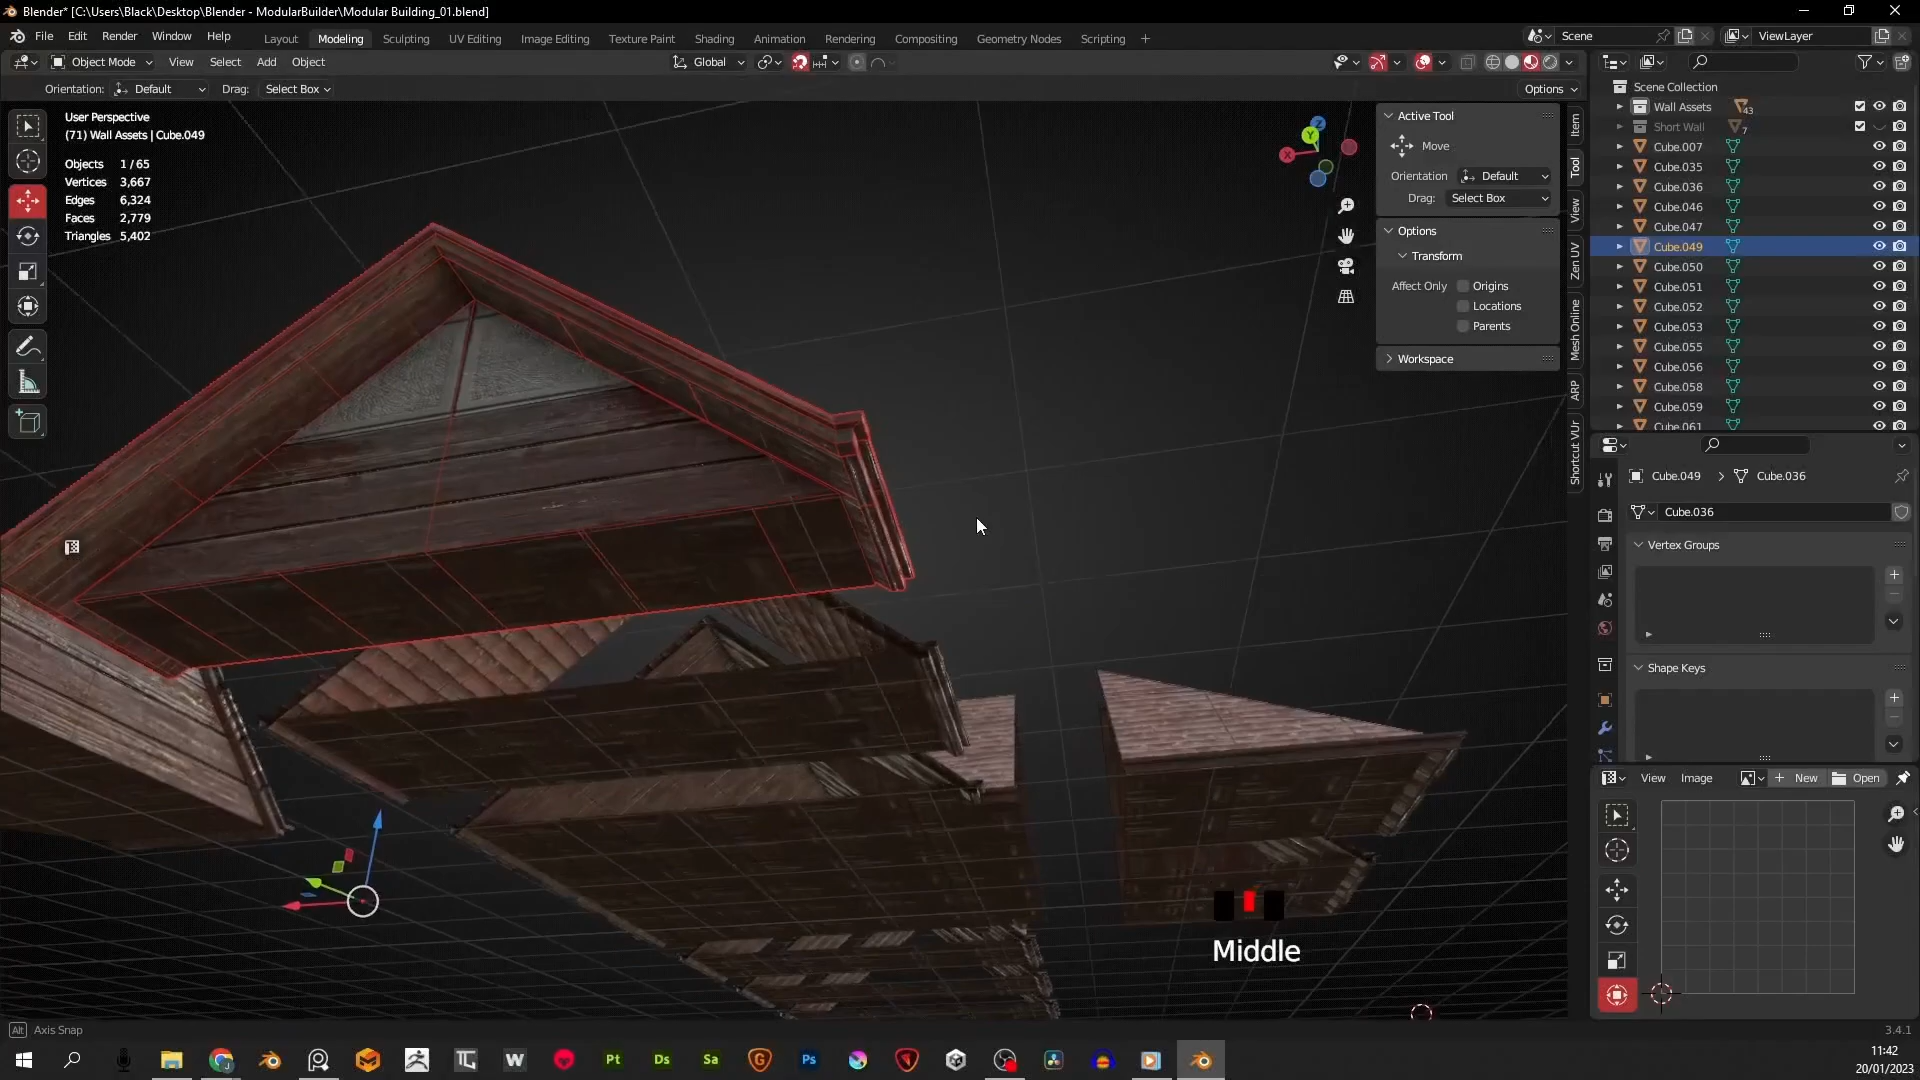 Blender* [C:\Users\Black\Desktop\Blender - ModularBuilder\Modular Building_01.blend]
File Edit Render Window Help Layout Modeling Sculpting UV Editing Image Editing Texture Paint Shading Animation Rendering Compositing Geometry Nodes Scripting + Scene ViewLayer
Object Mode View Select Add Object Global
Orientation: Default Drag: Select Box Options
User Perspective
(71) Wall Assets | Cube.049
Objects 1 / 65
Vertices 3,667
Edges 6,324
Faces 2,779
Triangles 5,402
Z
Y
X
Active Tool
Move
Orientation Default
Drag: Select Box
Options
Transform
Affect Only Origins
Locations
Parents
Workspace
Item
Tool
View
Zen UV
Mesh Online
ARP
Shortcut VUr
Scene Collection
Wall Assets 43
Short Wall 7
Cube.007
Cube.035
Cube.036
Cube.046
Cube.047
Cube.049
Cube.050
Cube.051
Cube.052
Cube.053
Cube.055
Cube.056
Cube.058
Cube.059
Cube.061
Cube.049 > Cube.036
Cube.036
Vertex Groups
Shape Keys
View Image + New Open
Middle
Alt Axis Snap
3.4.1
W Pt Ds Sa G Ps
11:42
20/01/2023